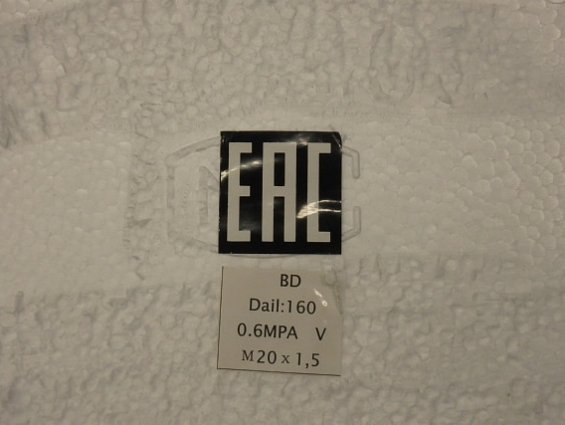 EAC
BD
Dail:160
0.6MPA V
M20 x 1,5